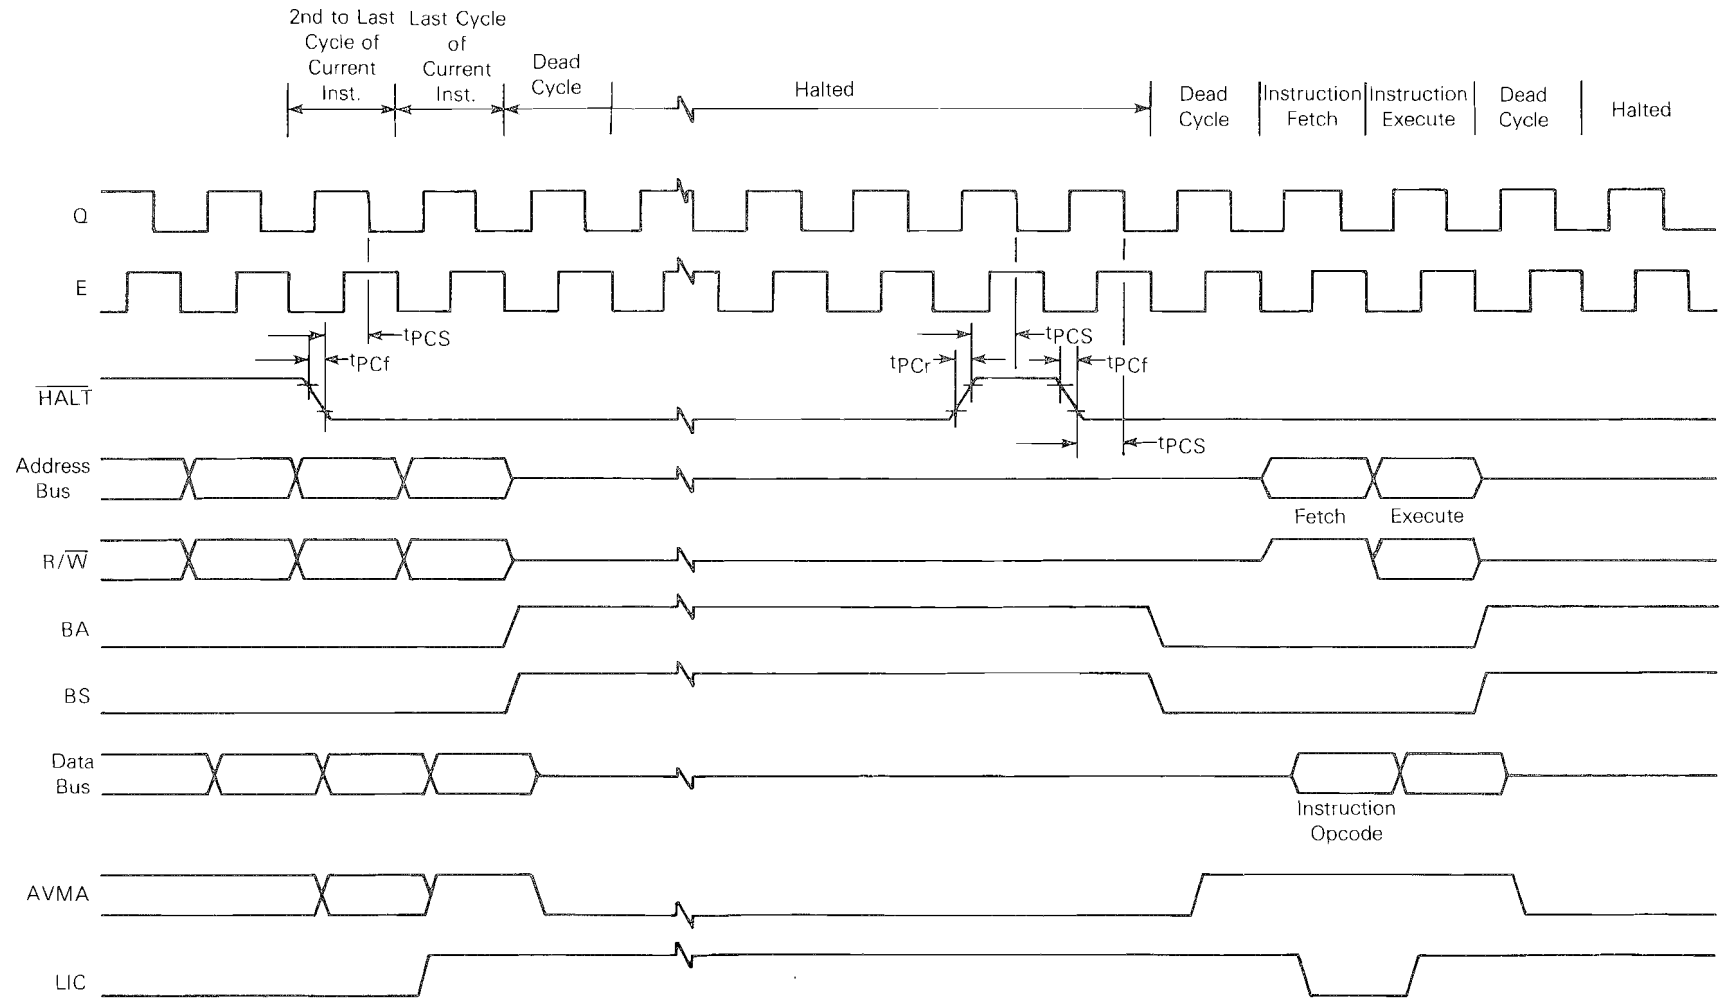 2nd to Last
Cycle of
Current
Inst.
Last Cycle
of
Current
Inst.
Dead
Cycle
Halted
Dead
Cycle
Instruction
Fetch
Instruction
Execute
Dead
Cycle
Halted
Q
E
tPCS
tPCf
tPCr
tPCS
tPCf
HALT
tPCS
Address
Bus
Fetch
Execute
R/W
BA
BS
Data
Bus
Instruction
Opcode
AVMA
LIC